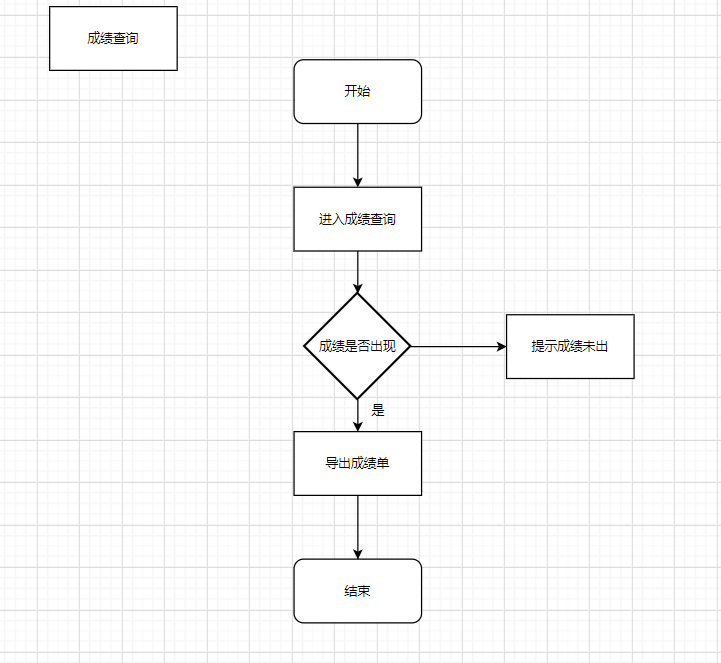 成绩查询
开始
进入成绩查询
成绩是否出现
提示成绩未出
是
导出成绩单
结束